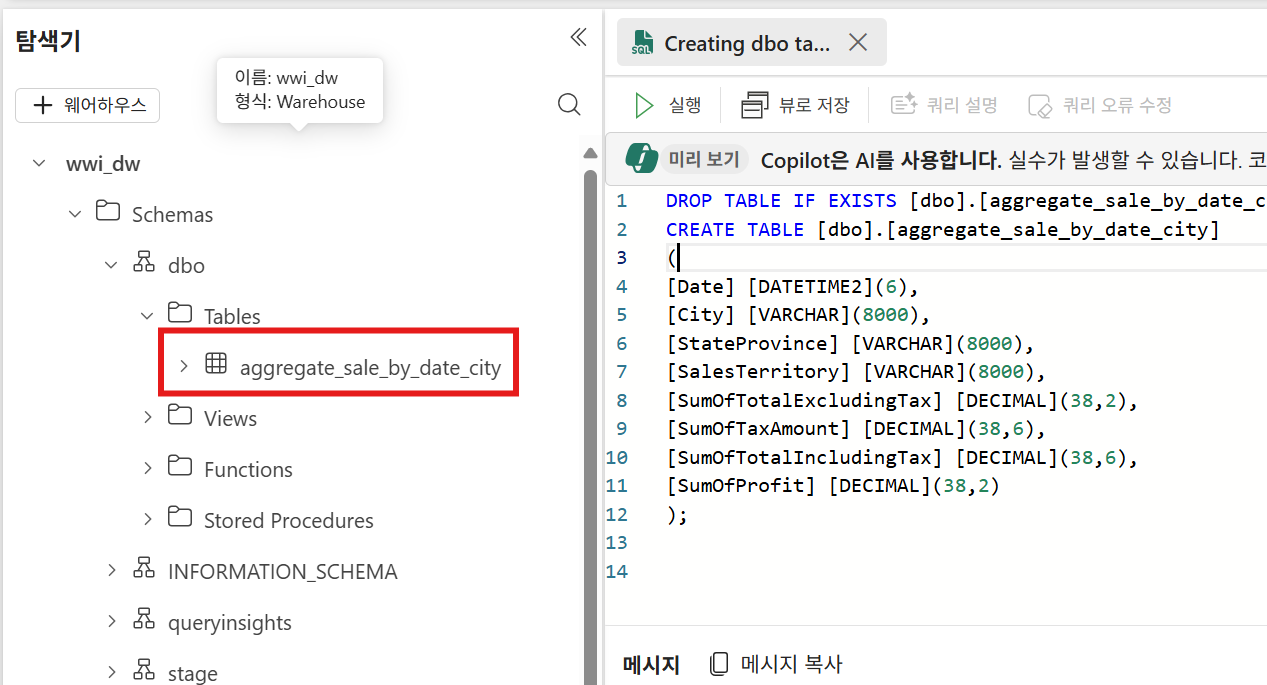 탐색기
이름: wwi_dw
형식: Warehouse
웨어하우스
wwi_dw
Schemas
dbo
Tables
aggregate_sale_by_date_city
Views
Functions
Stored Procedures
INFORMATION_SCHEMA
queryinsights
stage
SQL
Creating dbo ta...
실행
뷰로 저장
쿼리 설명
쿼리 오류 수정
미리 보기 Copilot은 AI를 사용합니다. 실수가 발생할 수 있습니다. 코
1 DROP TABLE IF EXISTS [dbo].[aggregate_sale_by_date_c
2 CREATE TABLE [dbo].[aggregate_sale_by_date_city]
3 (
4 [Date] [DATETIME2](6),
5 [City] [VARCHAR](8000),
6 [StateProvince] [VARCHAR](8000),
7 [SalesTerritory] [VARCHAR](8000),
8 [SumOfTotalExcludingTax] [DECIMAL](38,2),
9 [SumOfTaxAmount] [DECIMAL](38,6),
10 [SumOfTotalIncludingTax] [DECIMAL](38,6),
11 [SumOfProfit] [DECIMAL](38,2)
12 );
13
14
메시지
메시지 복사